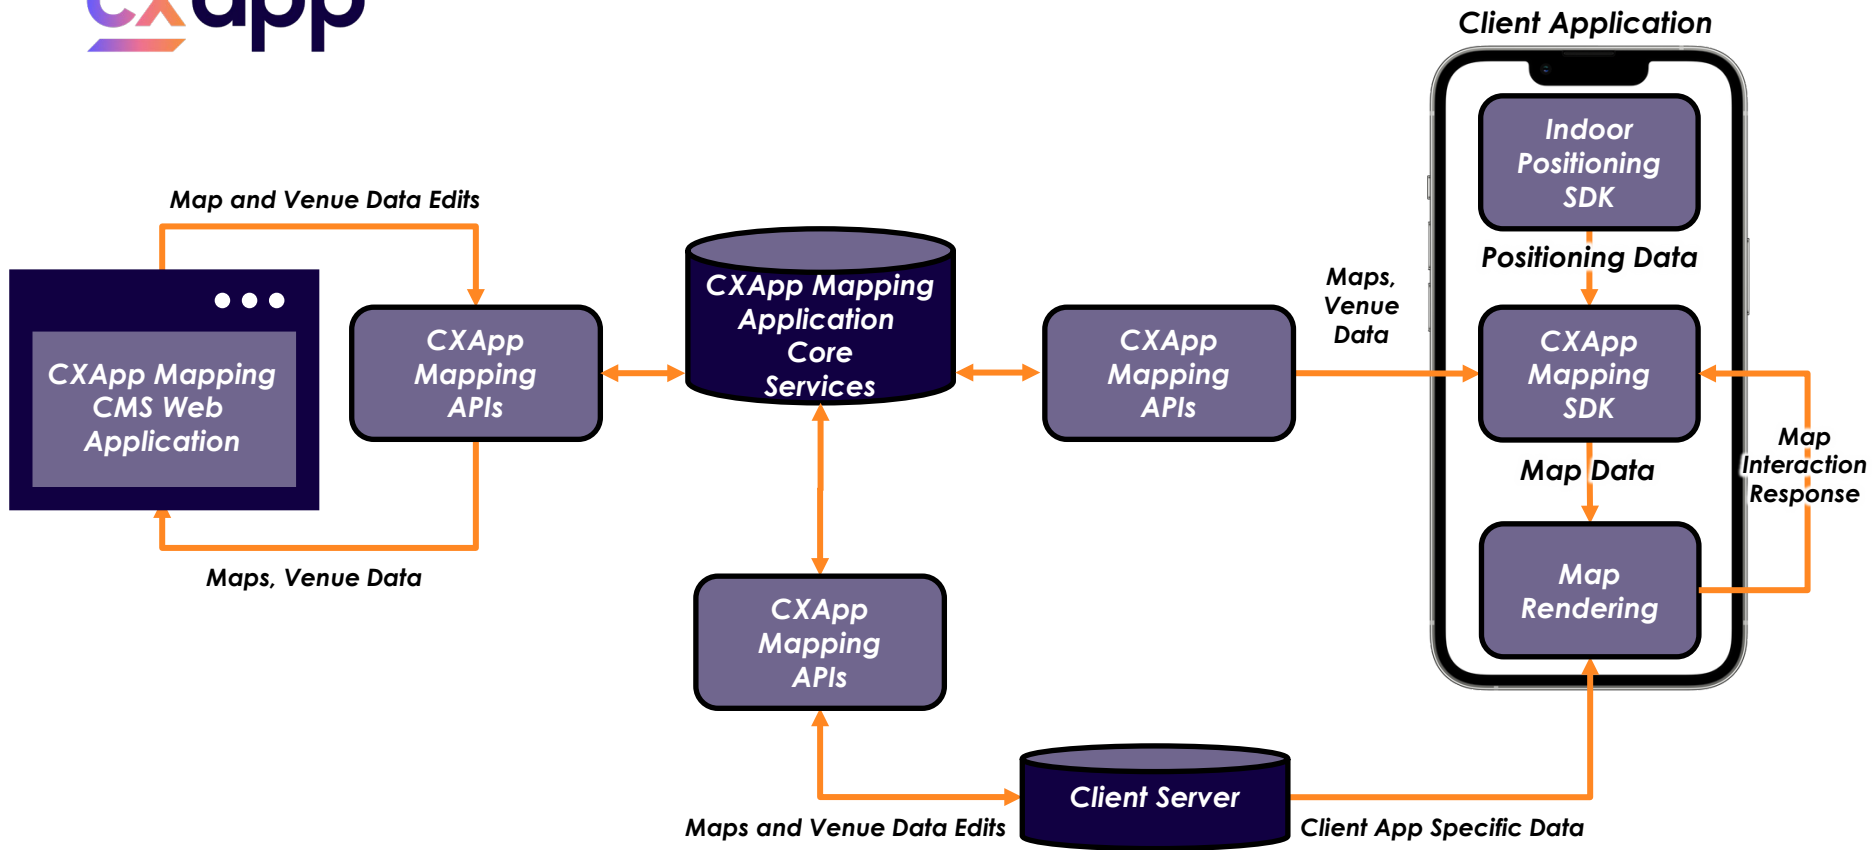 cxapp
Client Application
Indoor
Positioning
SDK
Map and Venue Data Edits
Positioning Data
CXApp Mapping
Application
Core
Services
Maps,
Venue
Data
CXApp Mapping
CMS Web
Application
CXApp
Mapping
APIs
CXApp
Mapping
APIs
CXApp
Mapping
SDK
Map
Interaction
Response
Map Data
Maps, Venue Data
CXApp
Mapping
APIs
Map
Rendering
Client Server
Maps and Venue Data Edits
Client App Specific Data